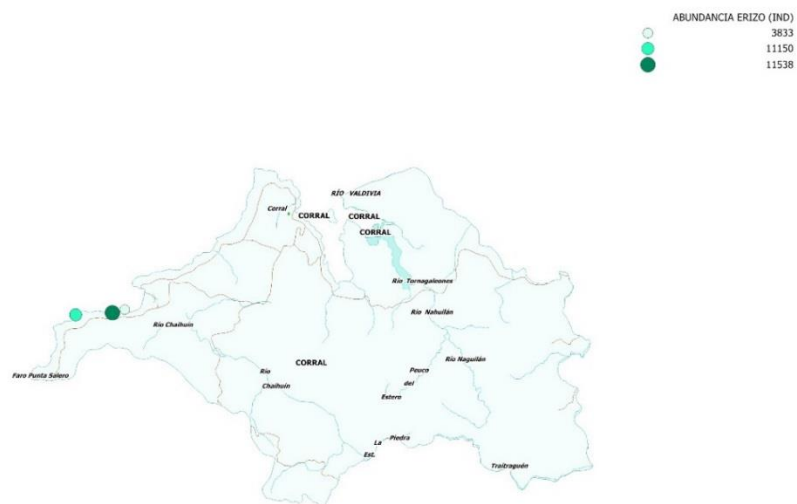 ABUNDANCIA ERIZO (IND)
3833
11150
11538
RÍO VALDIVIA
Corral
CORRAL
CORRAL
CORRAL
Río Tornagaleones
Río Nahuilán
Río Chaihuín
Río Naguilán
CORRAL
Faro Punta Galera
Río
Chaihuín
Peuco
del
Estero
La Piedra
Est.
Traitraguén